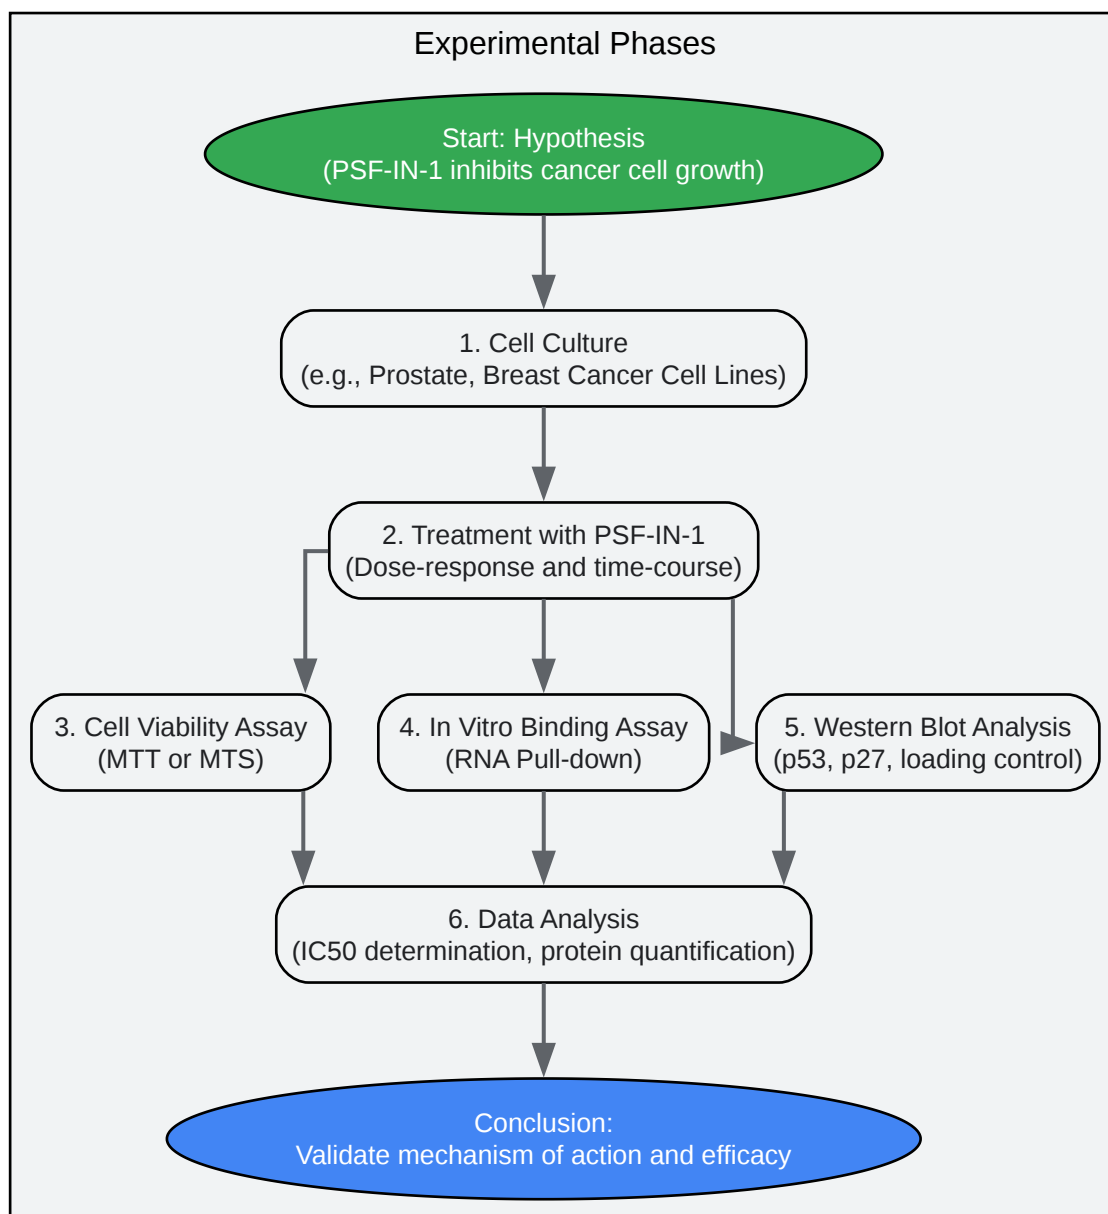 Experimental Phases
Start: Hypothesis
(PSF-IN-1 inhibits cancer cell growth)
1. Cell Culture
(e.g., Prostate, Breast Cancer Cell Lines)
2. Treatment with PSF-IN-1
(Dose-response and time-course)
3. Cell Viability Assay
(MTT or MTS)
4. In Vitro Binding Assay
(RNA Pull-down)
5. Western Blot Analysis
(p53, p27, loading control)
6. Data Analysis
(IC50 determination, protein quantification)
Conclusion:
Validate mechanism of action and efficacy